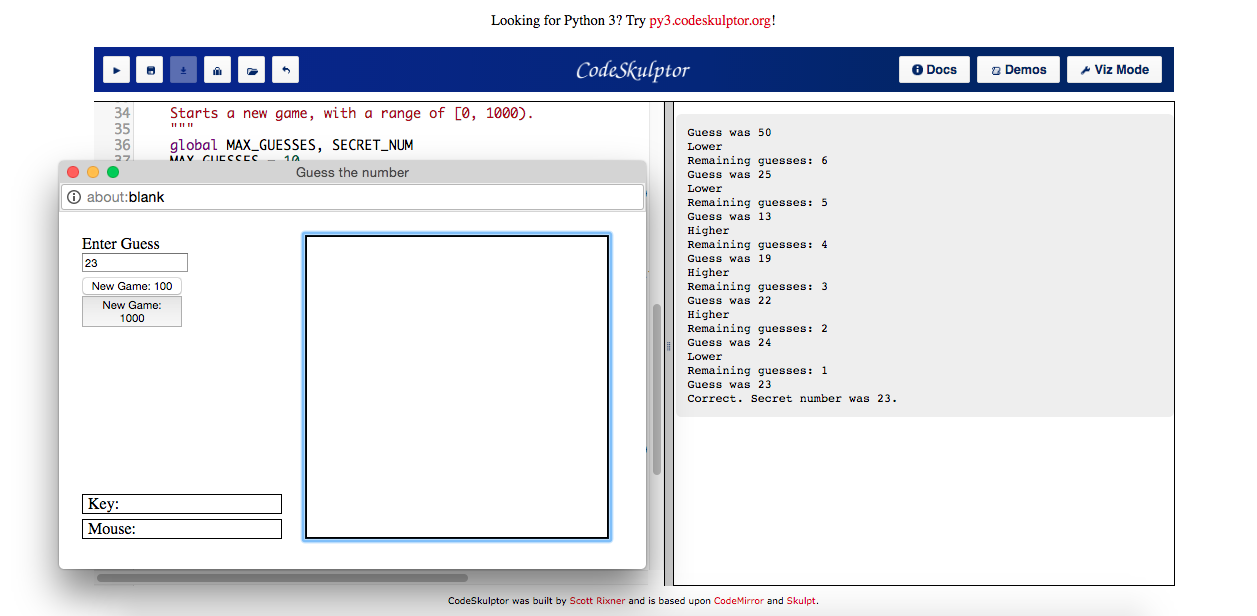 Looking for Python 3? Try py3.codeskulptor.org!
CodeSkulptor
Docs
Demos
Viz Mode
34 Starts a new game, with a range of [0, 1000).
35 """
36 global MAX_GUESSES, SECRET_NUM
37 MAX_GUESSES = 10
Guess the number
about:blank
Enter Guess
23
New Game: 100
New Game:
1000
Key:
Mouse:
Guess was 50
Lower
Remaining guesses: 6
Guess was 25
Lower
Remaining guesses: 5
Guess was 13
Higher
Remaining guesses: 4
Guess was 19
Higher
Remaining guesses: 3
Guess was 22
Higher
Remaining guesses: 2
Guess was 24
Lower
Remaining guesses: 1
Guess was 23
Correct. Secret number was 23.
CodeSkulptor was built by Scott Rixner and is based upon CodeMirror and Skulpt.